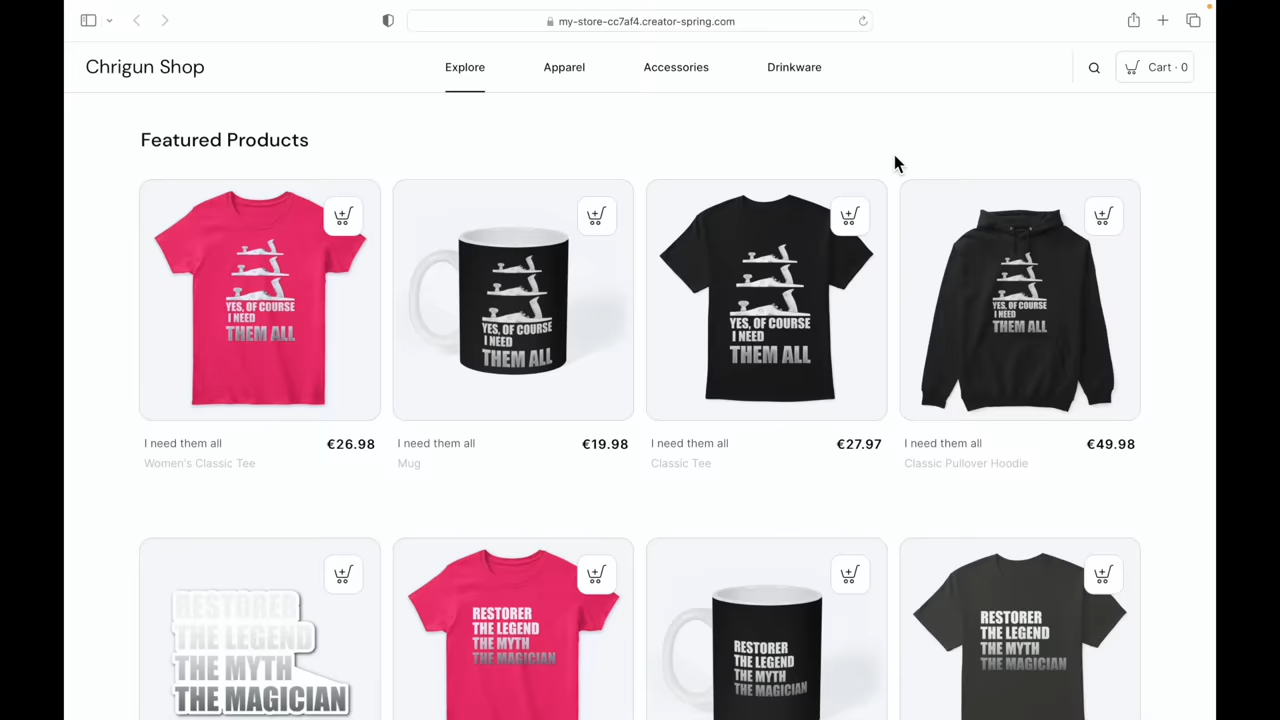 my-store-cc7af4.creator-spring.com
Chrigun Shop
Explore
Apparel
Accessories
Drinkware
Cart · 0
Featured Products
YES, OF COURSE
I NEED
THEM ALL
YES, OF COURSE
I NEED
THEM ALL
YES, OF COURSE
I NEED
THEM ALL
YES, OF COURSE
I NEED
THEM ALL
I need them all
€26.98
Women's Classic Tee
I need them all
€19.98
Mug
I need them all
€27.97
Classic Tee
I need them all
€49.98
Classic Pullover Hoodie
RESTORER
THE LEGEND
THE MYTH
THE MAGICIAN
RESTORER
THE LEGEND
THE MYTH
THE MAGICIAN
RESTORER
THE LEGEND
THE MYTH
THE MAGICIAN
RESTORER
THE LEGEND
THE MYTH
THE MAGICIAN